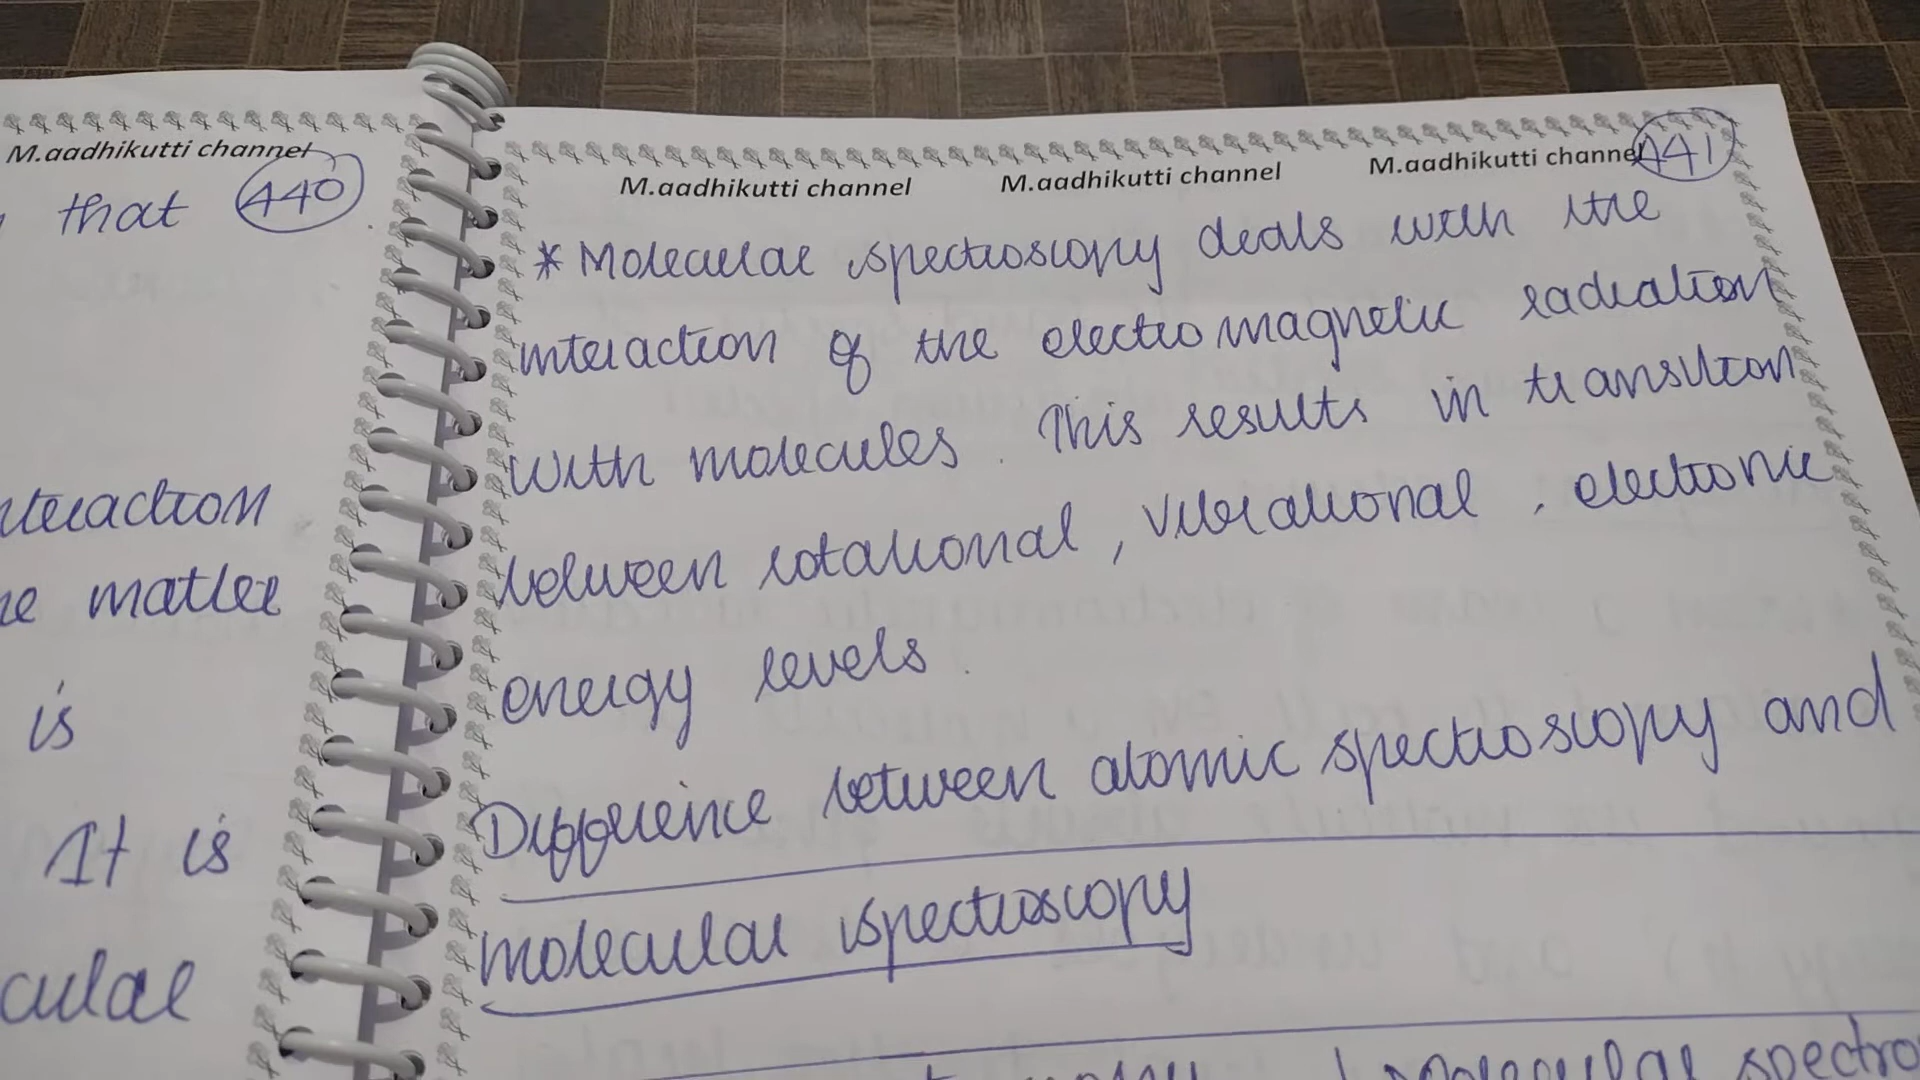 M.aadhikutti channel
that 440
nteraction
matter
is
It is
cular
M.aadhikutti channel M.aadhikutti channel M.aadhikutti channel 441
* Molecular spectroscopy deals with the
interaction of the electromagnetic radiation
with molecules. This results in transition
between rotational, vibrational, electronic
energy levels.
Difference between atomic spectroscopy and
molecular spectroscopy
Molecular spectro